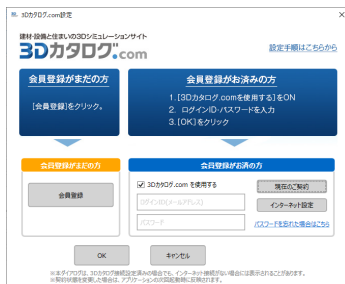 3Dカタログ.com設定
建材・設備と住まいの3Dシミュレーションサイト
3Dカタログ.com
設定手順はこちらから
会員登録がまだの方
[会員登録]をクリック。
会員登録がお済みの方
1. [3Dカタログ.comを使用する]をON
2. ログインID・パスワードを入力
3. [OK]をクリック
会員登録がまだの方
会員登録
会員登録がお済の方
3Dカタログ.com を使用する
現在のご契約
ログインID(メールアドレス)
インターネット設定
パスワード
パスワードを忘れた場合はこちら
OK
キャンセル
※本ダイアログは、3Dカタログ接続設定済みの場合でも、インターネット接続がない場合には表示されることがあります。
※契約状態を変更した場合は、アプリケーションの次回起動時に反映されます。